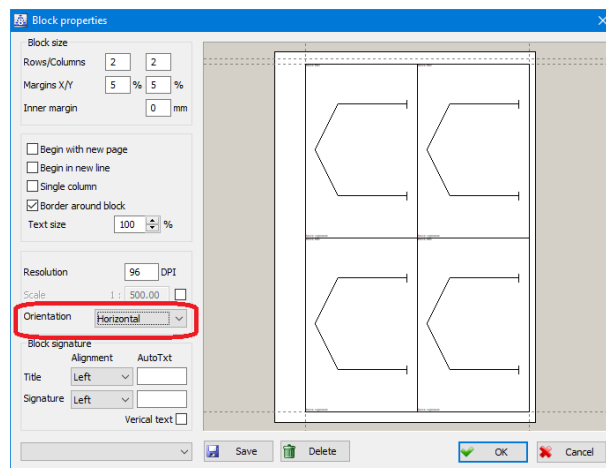 Block properties
Block size
Rows/Columns 2 2
Margins X/Y 5 % 5 %
Inner margin 0 mm
Begin with new page
Begin in new line
Single column
Border around block
Text size 100 %
Resolution 96 DPI
Scale 1 : 500.00
Orientation Horizontal
Block signature
Alignment AutoTxt
Title Left
Signature Left
Verical text
Save Delete OK Cancel